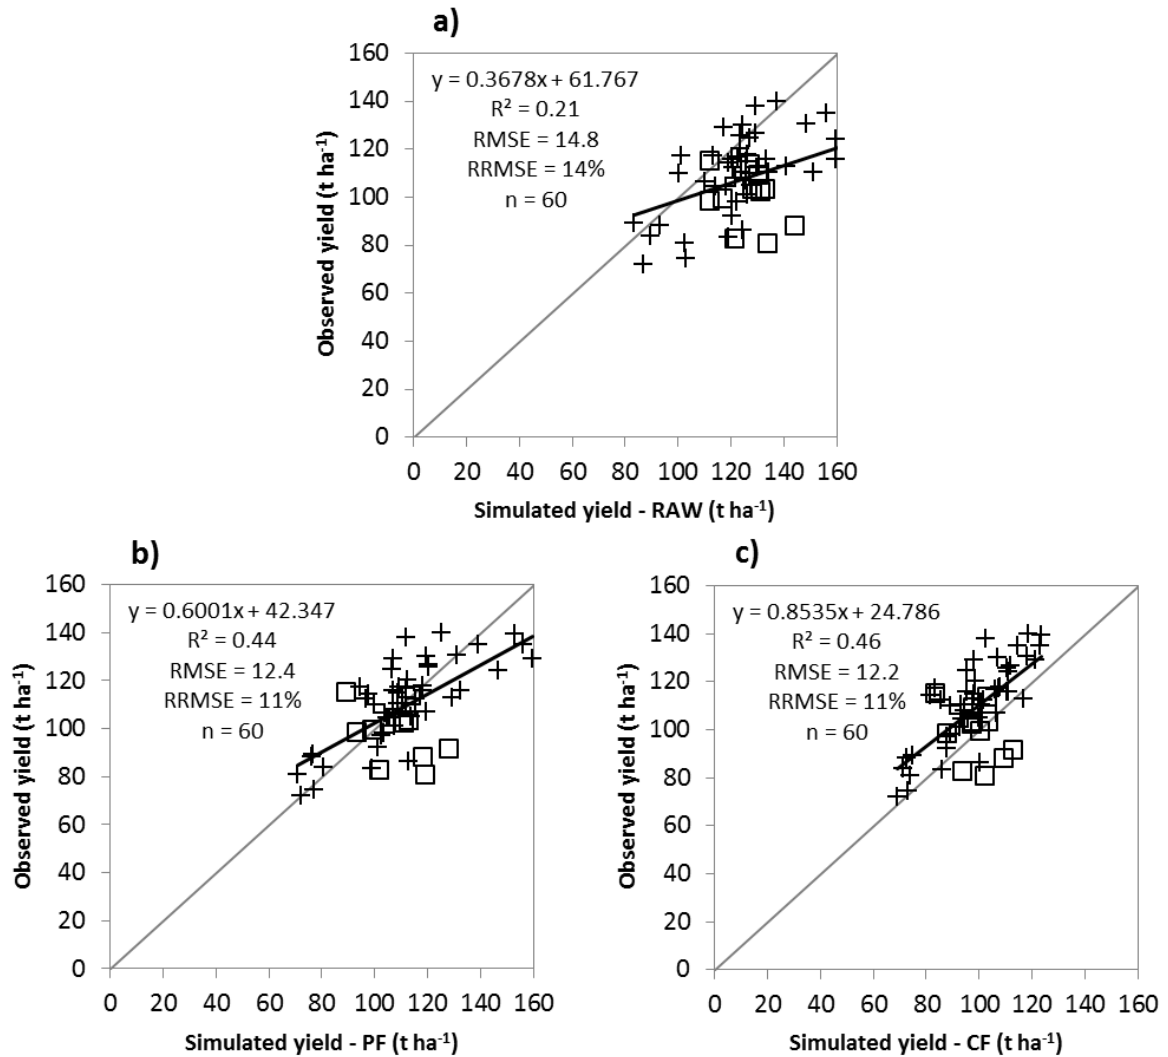 a)
160
140
120
100
80
60
40
20
0
Observed yield (t ha⁻¹)
y = 0.3678x + 61.767
R² = 0.21
RMSE = 14.8
RRMSE = 14%
n = 60
0 20 40 60 80 100 120 140 160
Simulated yield - RAW (t ha⁻¹)
b)
160
140
120
100
80
60
40
20
0
Observed yield (t ha⁻¹)
y = 0.6001x + 42.347
R² = 0.44
RMSE = 12.4
RRMSE = 11%
n = 60
0 20 40 60 80 100 120 140 160
Simulated yield - PF (t ha⁻¹)
c)
160
140
120
100
80
60
40
20
0
Observed yield (t ha⁻¹)
y = 0.8535x + 24.786
R² = 0.46
RMSE = 12.2
RRMSE = 11%
n = 60
0 20 40 60 80 100 120 140 160
Simulated yield - CF (t ha⁻¹)